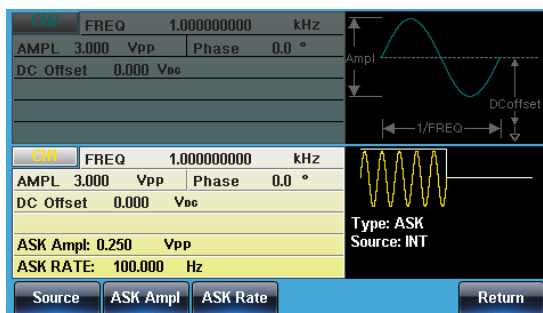 CH2 FREQ 1.000000000 kHz
AMPL 3.000 Vpp Phase 0.0 °
DC Offset 0.000 VDC
Ampl
DCoffset
1/FREQ
CH1 FREQ 1.000000000 kHz
AMPL 3.000 Vpp Phase 0.0 °
DC Offset 0.000 VDC
ASK Ampl: 0.250 Vpp
ASK RATE: 100.000 Hz
Type: ASK
Source: INT
Source ASK Ampl ASK Rate Return